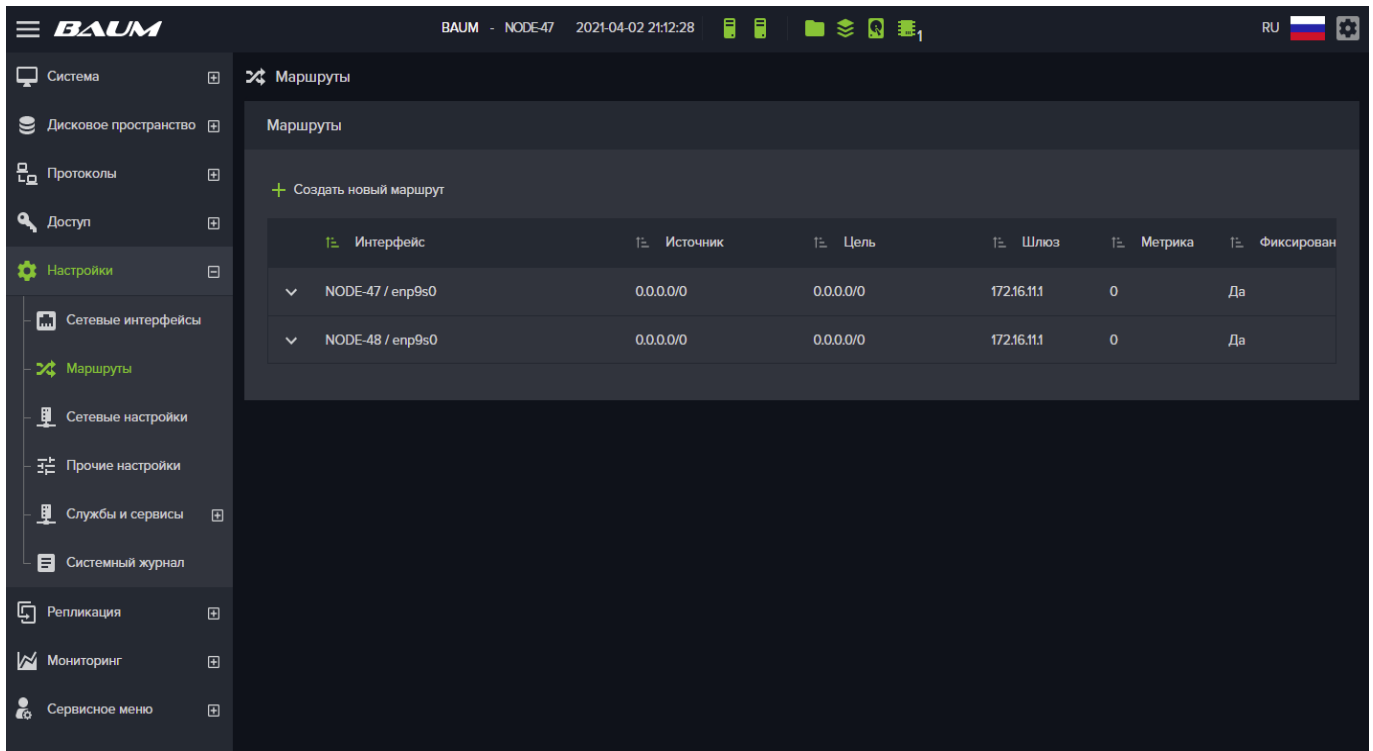 BAUM
BAUM - NODE-47 2021-04-02 21:12:28
1
RU
Система
Дисковое пространство
Протоколы
Доступ
Настройки
Сетевые интерфейсы
Маршруты
Сетевые настройки
Прочие настройки
Службы и сервисы
Системный журнал
Репликация
Мониторинг
Сервисное меню
Маршруты
Маршруты
Создать новый маршрут
Интерфейс Источник Цель Шлюз Метрика Фиксирован
NODE-47 / enp9s0 0.0.0.0/0 0.0.0.0/0 172.16.11.1 0 Да
NODE-48 / enp9s0 0.0.0.0/0 0.0.0.0/0 172.16.11.1 0 Да